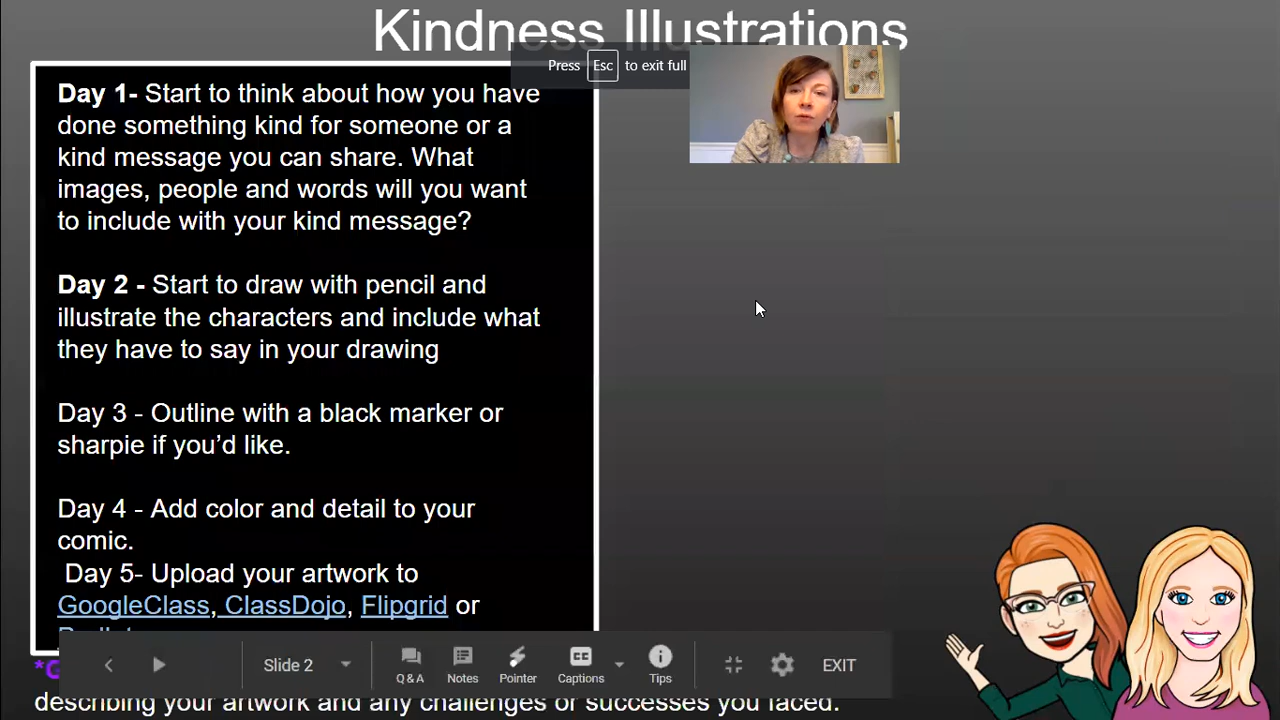 Kindness Illustrations
Press Esc to exit full
Day 1- Start to think about how you have
done something kind for someone or a
kind message you can share. What
images, people and words will you want
to include with your kind message?
Day 2 - Start to draw with pencil and
illustrate the characters and include what
they have to say in your drawing
Day 3 - Outline with a black marker or
sharpie if you'd like.
Day 4 - Add color and detail to your
comic.
Day 5- Upload your artwork to
GoogleClass, ClassDojo, Flipgrid or
Slide 2
Q & A
Notes
Pointer
CC
Captions
Tips
EXIT
describing your artwork and any challenges or successes you faced.